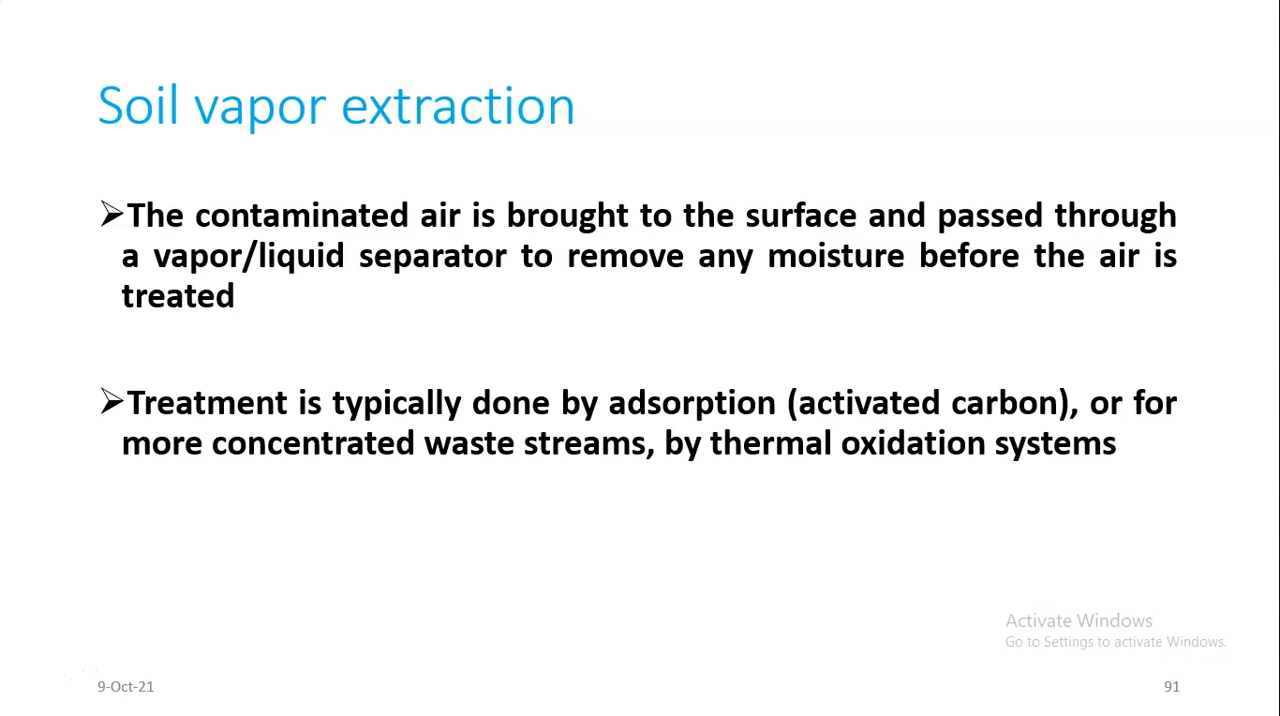 Soil vapor extraction
➢The contaminated air is brought to the surface and passed through
a vapor/liquid separator to remove any moisture before the air is
treated
➢Treatment is typically done by adsorption (activated carbon), or for
more concentrated waste streams, by thermal oxidation systems
Activate Windows
Go to Settings to activate Windows.
9-Oct-21
91